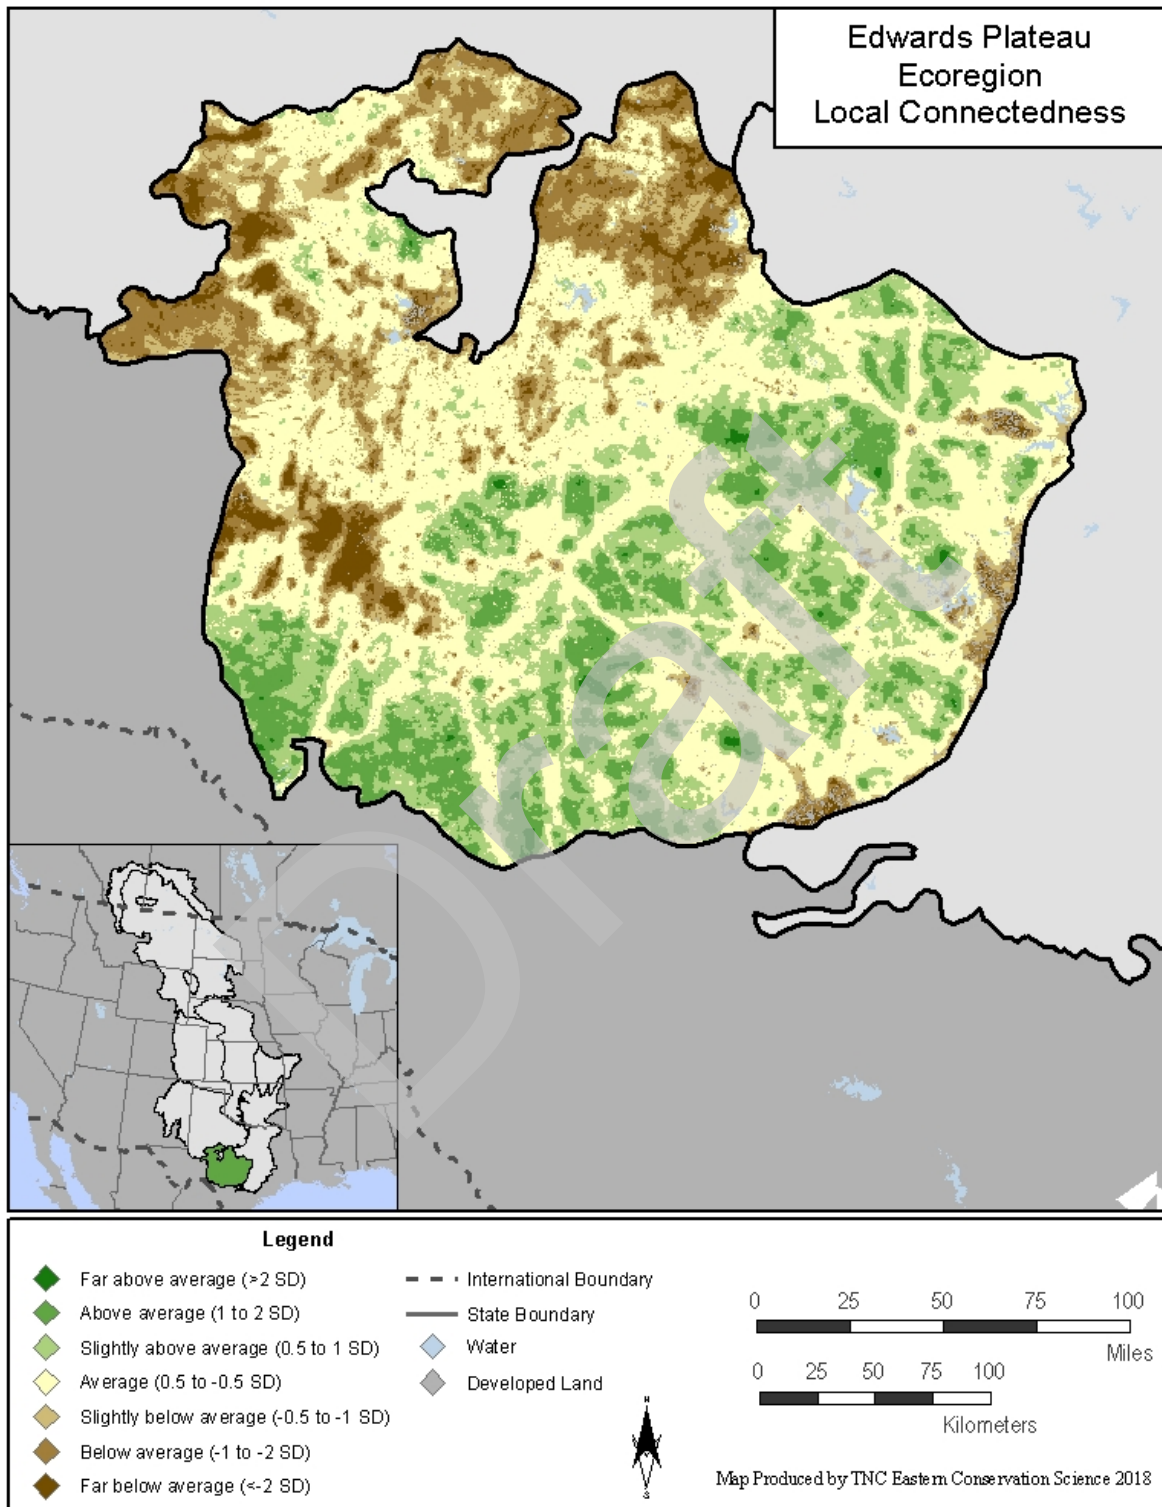 Edwards Plateau
Ecoregion
Local Connectedness
Draft
Legend
Far above average (>2 SD)
Above average (1 to 2 SD)
Slightly above average (0.5 to 1 SD)
Average (0.5 to -0.5 SD)
Slightly below average (-0.5 to -1 SD)
Below average (-1 to -2 SD)
Far below average (<-2 SD)
International Boundary
State Boundary
Water
Developed Land
0 25 50 75 100
Miles
0 25 50 75 100
Kilometers
N
S
Map Produced by TNC Eastern Conservation Science 2018